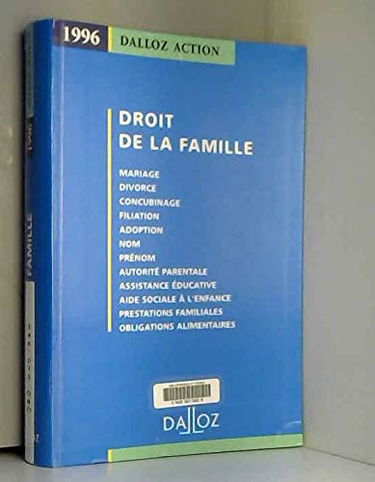 1996
DALLOZ ACTION
DROIT
DE LA FAMILLE
MARIAGE
DIVORCE
CONCUBINAGE
FILIATION
ADOPTION
NOM
PRÉNOM
AUTORITÉ PARENTALE
ASSISTANCE ÉDUCATIVE
AIDE SOCIALE À L'ENFANCE
PRESTATIONS FAMILIALES
OBLIGATIONS ALIMENTAIRES
DALLOZ
1996
FAMILLE